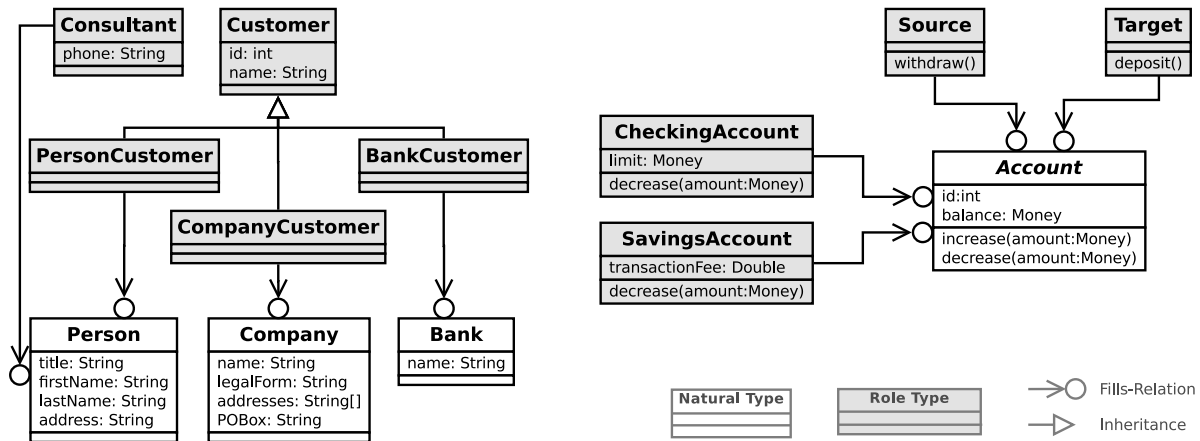 Consultant
phone: String
Customer
id: int
name: String
PersonCustomer
BankCustomer
CompanyCustomer
Person
title: String
firstName: String
lastName: String
address: String
Company
name: String
legalForm: String
addresses: String[]
POBox: String
Bank
name: String
Source
withdraw()
Target
deposit()
CheckingAccount
limit: Money
decrease(amount:Money)
SavingsAccount
transactionFee: Double
decrease(amount:Money)
Account
id:int
balance: Money
increase(amount:Money)
decrease(amount:Money)
Natural Type
Role Type
Fills-Relation
Inheritance